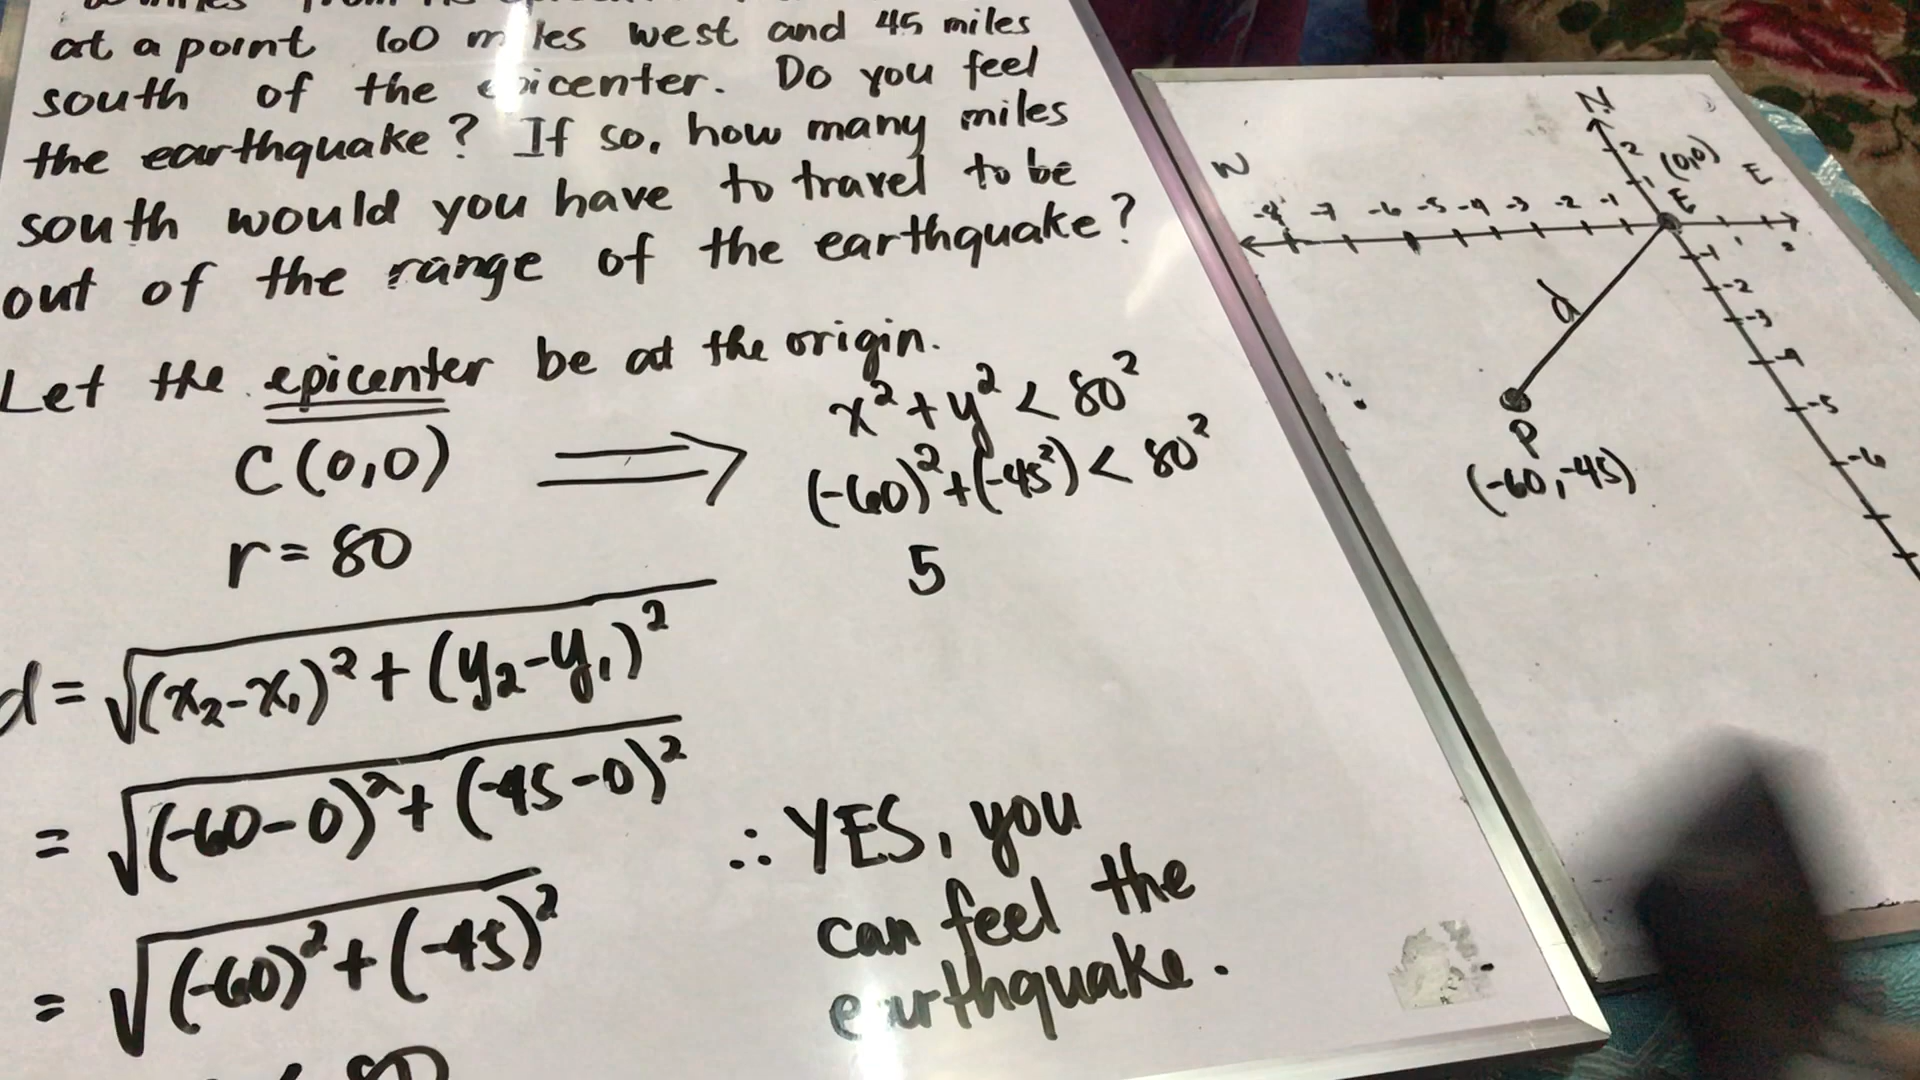 at a point 60 miles west and 45 miles
south of the epicenter. Do you feel
the earthquake? If so, how many miles
south would you have to travel to be
out of the range of the earthquake?
Let the epicenter be at the origin.
C(0,0) ⟹ x² + y² < 80²
(-60)² + (-45²) < 80²
r = 80
5
d = √(x₂-x₁)² + (y₂-y₁)²
= √(-60-0)² + (-45-0)²
= √(-60)² + (-45)²
∴ YES, you
can feel the
earthquake.
N
2
1
(0,0)
W
E
E
-8 -7 -6 -5 -4 -3 -2 -1
1
-1
-2
-3
-4
-5
-6
d
P
(-60,-45)